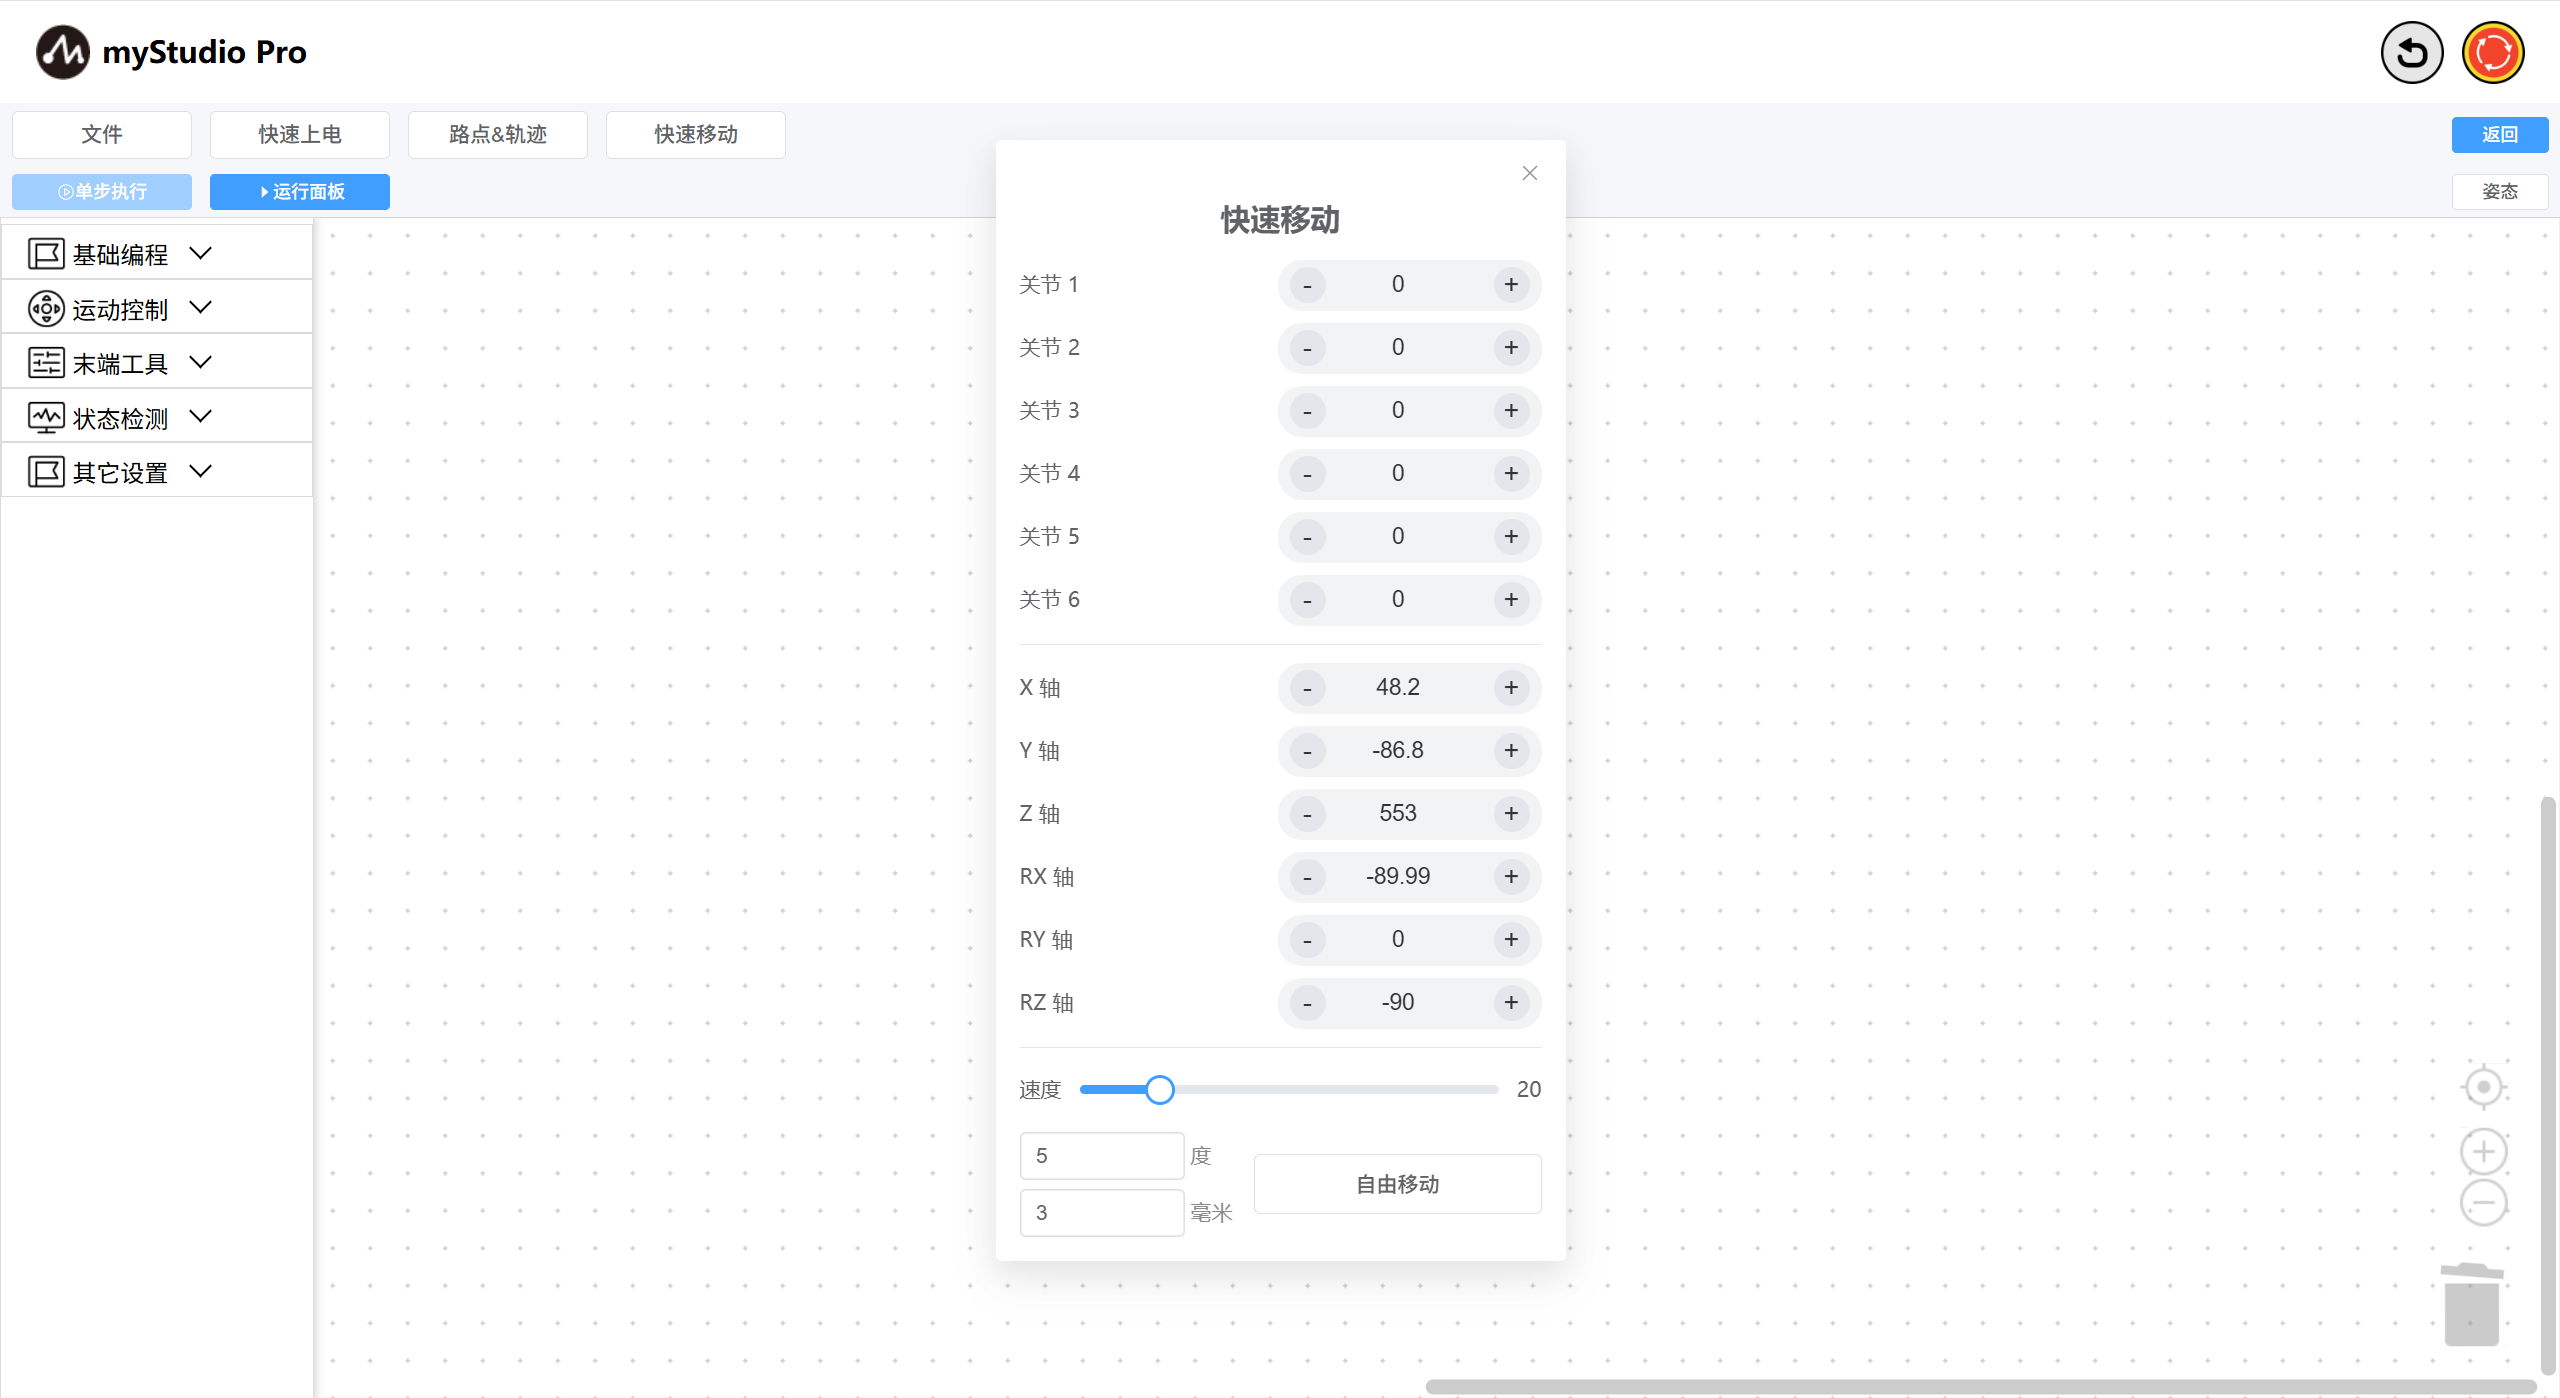 myStudio Pro
文件 快速上电 路点&轨迹 快速移动 返回
单步执行 运行面板 姿态
基础编程
运动控制
末端工具
状态检测
其它设置
快速移动
关节 1 - 0 +
关节 2 - 0 +
关节 3 - 0 +
关节 4 - 0 +
关节 5 - 0 +
关节 6 - 0 +
X 轴 - 48.2 +
Y 轴 - -86.8 +
Z 轴 - 553 +
RX 轴 - -89.99 +
RY 轴 - 0 +
RZ 轴 - -90 +
速度 20
5 度
自由移动
3 毫米